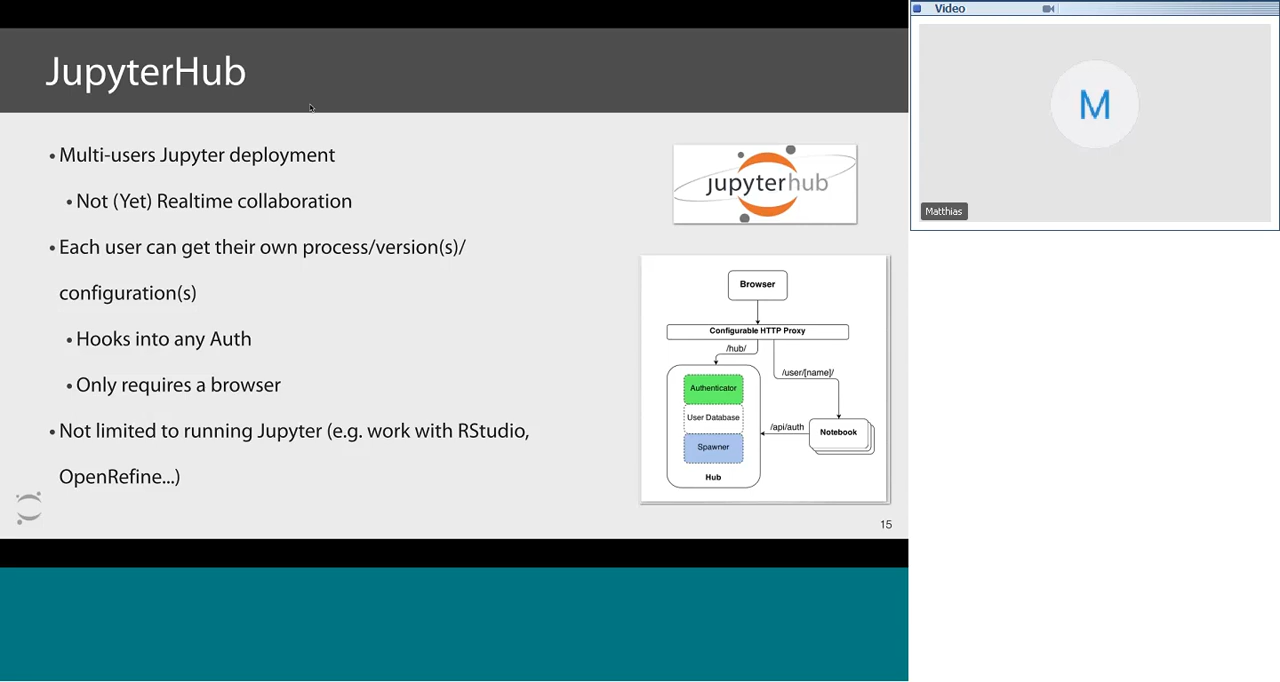 JupyterHub
• Multi-users Jupyter deployment
• Not (Yet) Realtime collaboration
• Each user can get their own process/version(s)/
configuration(s)
• Hooks into any Auth
• Only requires a browser
• Not limited to running Jupyter (e.g. work with RStudio,
OpenRefine...)
jupyterhub
Browser
Configurable HTTP Proxy
/hub/
/user/[name]/
Authenticator
User Database
/api/auth
Notebook
Spawner
Hub
15
Video
M
Matthias